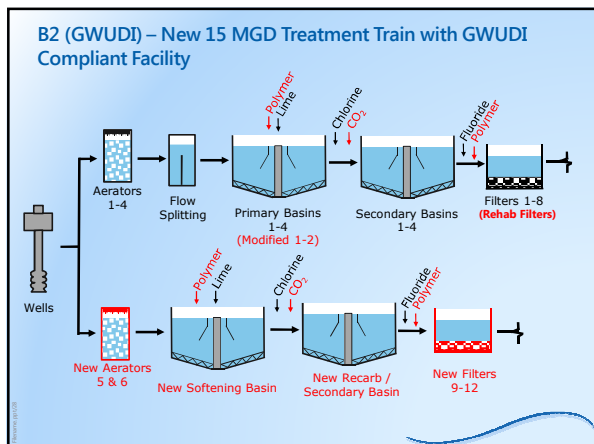 B2 (GWUDI) – New 15 MGD Treatment Train with GWUDI
Compliant Facility
Polymer
Lime
Chlorine
CO2
Fluoride
Polymer
Aerators
1-4
Flow
Splitting
Primary Basins
1-4
(Modified 1-2)
Secondary Basins
1-4
Filters 1-8
(Rehab Filters)
Wells
Polymer
Lime
Chlorine
CO2
Fluoride
Polymer
New Aerators
5 & 6
New Softening Basin
New Recarb /
Secondary Basin
New Filters
9-12